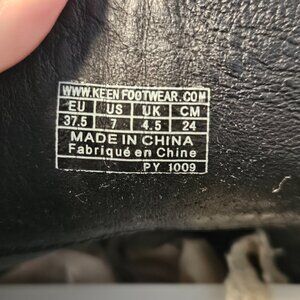 WWW.KEENFOOTWEAR.COM
EU US UK CM
37.5 7 4.5 24
MADE IN CHINA
Fabriqué en Chine
PY 1009